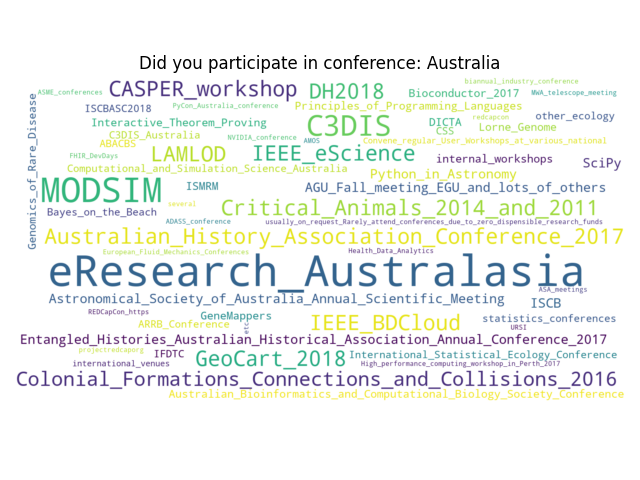 Did you participate in conference: Australia
biannual_industry_conference
CASPER_workshop DH2018
ASME_conferences Bioconductor_2017 MWA_telescope_meeting
ISCBASC2018 PyCon_Australia_conference Principles_of_Programming_Languages
Interactive_Theorem_Proving C3DIS DICTA redcapcon other_ecology
C3DIS_Australia NVIDIA_conference CSS Lorne_Genome
ABACBS AMOS Convene_regular_User_Workshops_at_various_national
FHIR_DevDays LAMLOD IEEE_eScience internal_workshops SciPy
Computational_and_Simulation_Science_Australia Python_in_Astronomy
Genomics_of_Rare_Disease
MODSIM ISMRM AGU_Fall_meeting_EGU_and_lots_of_others
several Critical_Animals_2014_and_2011
Bayes_on_the_Beach ADASS_conference usually_on_request_Rarely_attend_conferences_due_to_zero_dispensible_research_funds
Australian_History_Association_Conference_2017
European_Fluid_Mechanics_Conferences Health_Data_Analytics
eResearch_Australasia
ASA_meetings
Astronomical_Society_of_Australia_Annual_Scientific_Meeting ISCB
REDCapCon_https GeneMappers statistics_conferences
ARRB_Conference etc IEEE_BDCloud URSI
Entangled_Histories_Australian_Historical_Association_Annual_Conference_2017
projectredcaporg IFDTC GeoCart_2018 International_Statistical_Ecology_Conference
international_venues High_performance_computing_workshop_in_Perth_2017
Colonial_Formations_Connections_and_Collisions_2016
Australian_Bioinformatics_and_Computational_Biology_Society_Conference